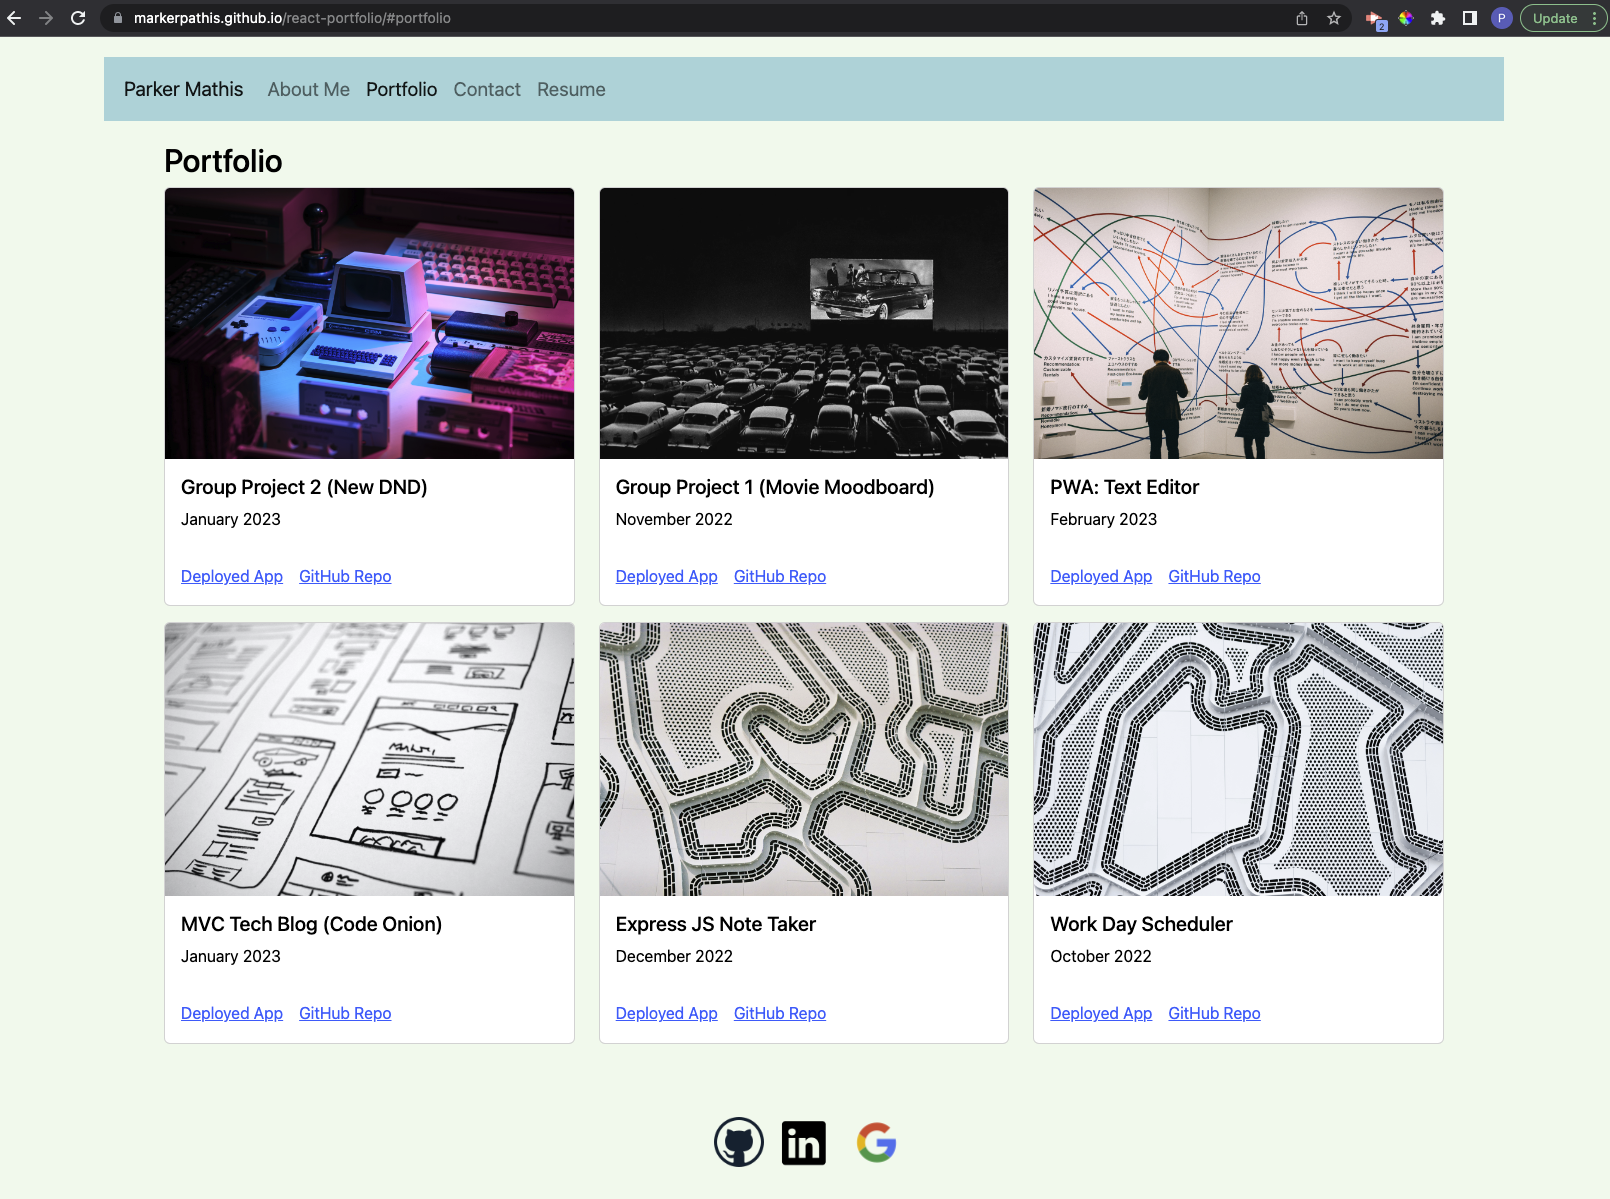 markerpathis.github.io/react-portfolio/#portfolio
2
P
Update
Parker Mathis
About Me
Portfolio
Contact
Resume
Portfolio
Group Project 2 (New DND)
January 2023
Deployed App
GitHub Repo
Group Project 1 (Movie Moodboard)
November 2022
Deployed App
GitHub Repo
PWA: Text Editor
February 2023
Deployed App
GitHub Repo
MVC Tech Blog (Code Onion)
January 2023
Deployed App
GitHub Repo
Express JS Note Taker
December 2022
Deployed App
GitHub Repo
Work Day Scheduler
October 2022
Deployed App
GitHub Repo
in